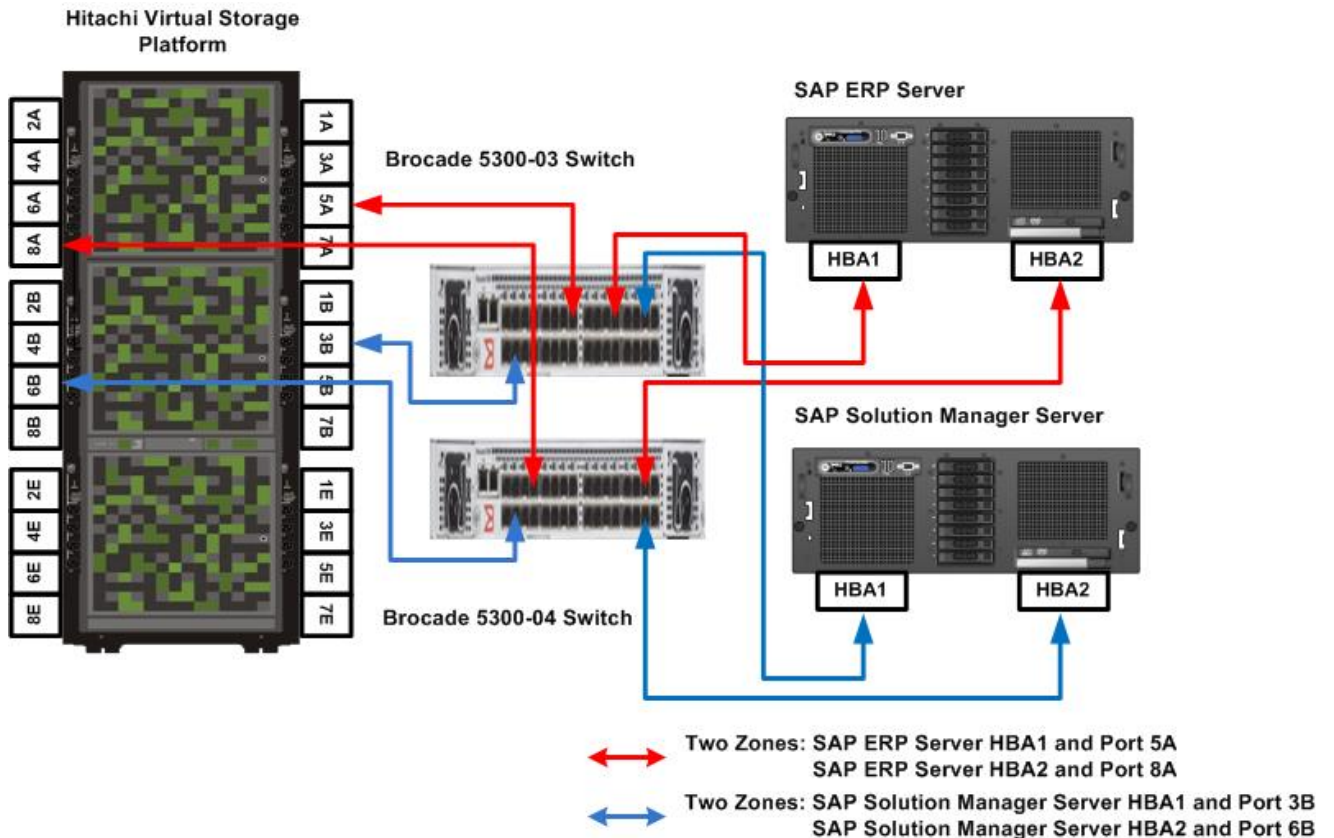 Hitachi Virtual Storage
Platform
2A
4A
6A
8A
2B
4B
6B
8B
2E
4E
6E
8E
1A
3A
5A
7A
1B
3B
5B
7B
1E
3E
5E
7E
Brocade 5300-03 Switch
Brocade 5300-04 Switch
SAP ERP Server
HBA1
HBA2
SAP Solution Manager Server
HBA1
HBA2
Two Zones: SAP ERP Server HBA1 and Port 5A
SAP ERP Server HBA2 and Port 8A
Two Zones: SAP Solution Manager Server HBA1 and Port 3B
SAP Solution Manager Server HBA2 and Port 6B